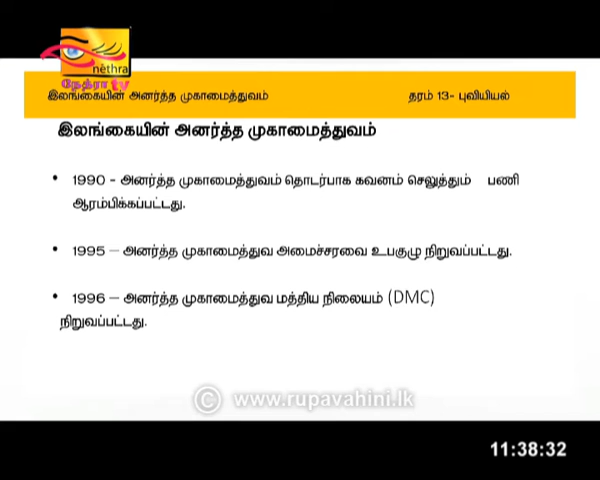 nethra
நேத்ரா tv
இலங்கையின் அனர்த்த முகாமைத்துவம் தரம் 13- புவியியல்
இலங்கையின் அனர்த்த முகாமைத்துவம்
• 1990 - அனர்த்த முகாமைத்துவம் தொடர்பாக கவனம் செலுத்தும் பணி
ஆரம்பிக்கப்பட்டது.
• 1995 – அனர்த்த முகாமைத்துவ அமைச்சரவை உபகுழு நிறுவப்பட்டது.
• 1996 – அனர்த்த முகாமைத்துவ மத்திய நிலையம் (DMC)
நிறுவப்பட்டது.
© www.rupavahini.lk
11:38:32